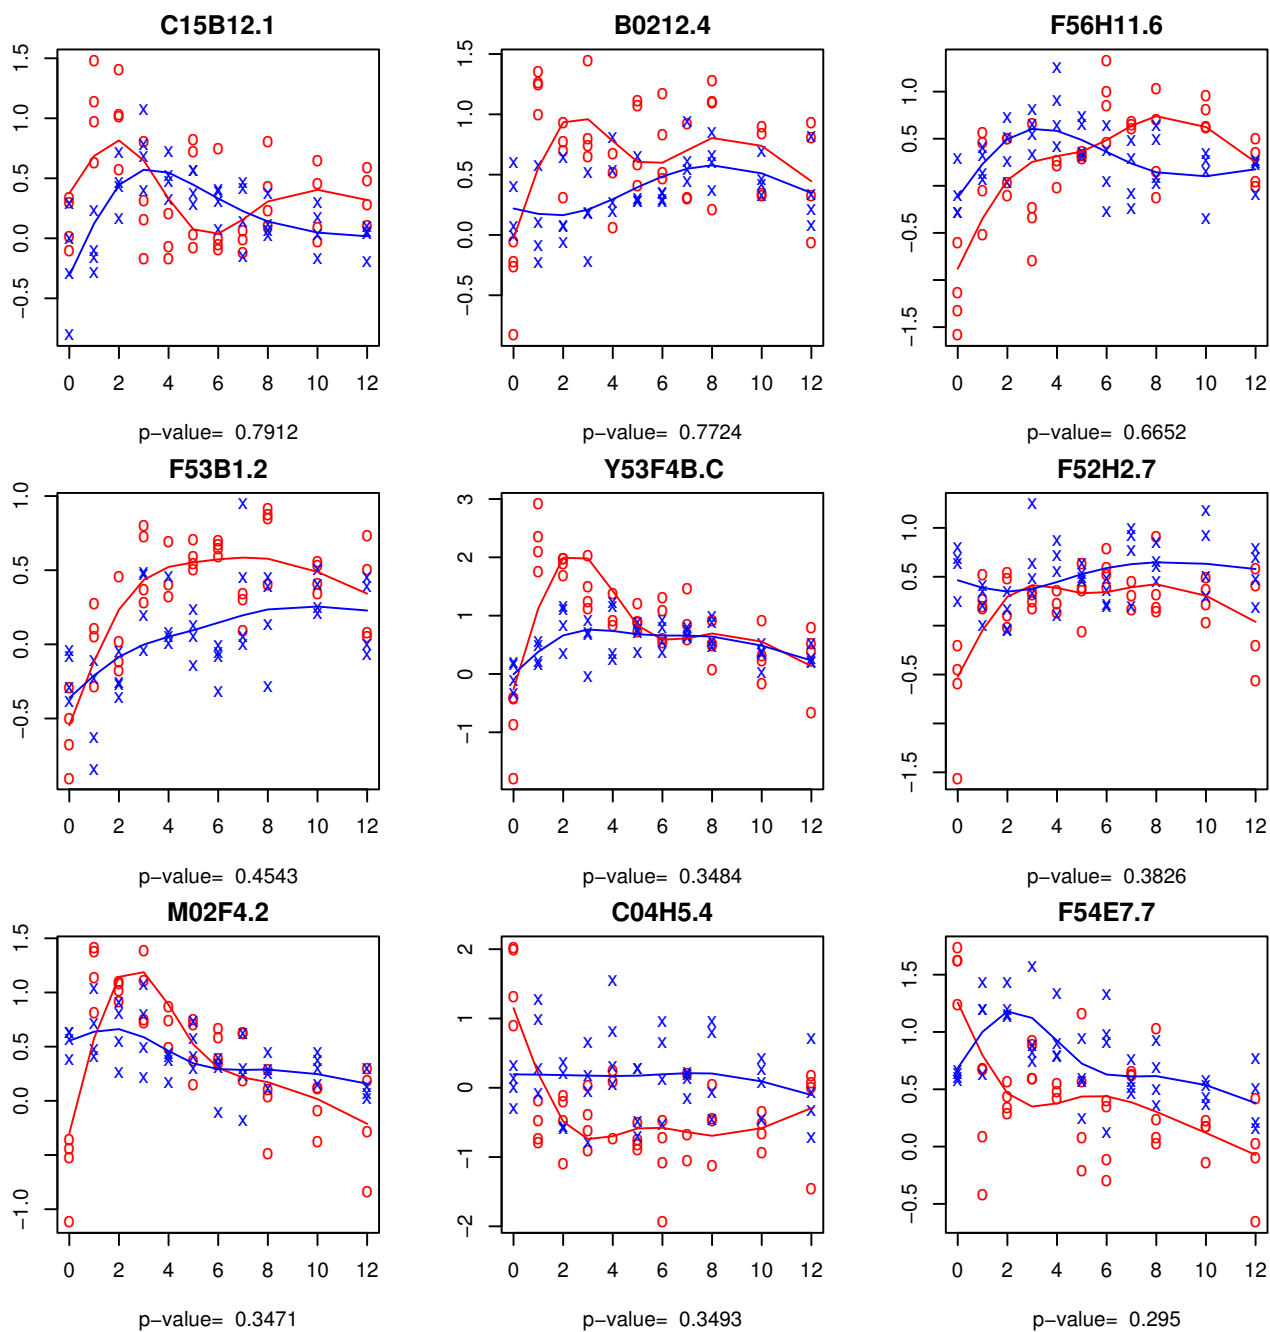 C15B12.1 B0212.4 F56H11.6
1.5 1.0 0.5 0.0 −0.5
1.5 1.0 0.5 0.0 −0.5
1.0 0.5 −0.5 −1.5
0 2 4 6 8 10 12 0 2 4 6 8 10 12 0 2 4 6 8 10 12
p−value= 0.7912 p−value= 0.7724 p−value= 0.6652
F53B1.2 Y53F4B.C F52H2.7
1.0 0.5 0.0 −0.5
3 2 1 0 −1
1.0 0.5 −0.5 −1.5
0 2 4 6 8 10 12 0 2 4 6 8 10 12 0 2 4 6 8 10 12
p−value= 0.4543 p−value= 0.3484 p−value= 0.3826
M02F4.2 C04H5.4 F54E7.7
1.5 1.0 0.5 0.0 −1.0
2 1 0 −1 −2
1.5 1.0 0.5 0.0 −0.5
0 2 4 6 8 10 12 0 2 4 6 8 10 12 0 2 4 6 8 10 12
p−value= 0.3471 p−value= 0.3493 p−value= 0.295